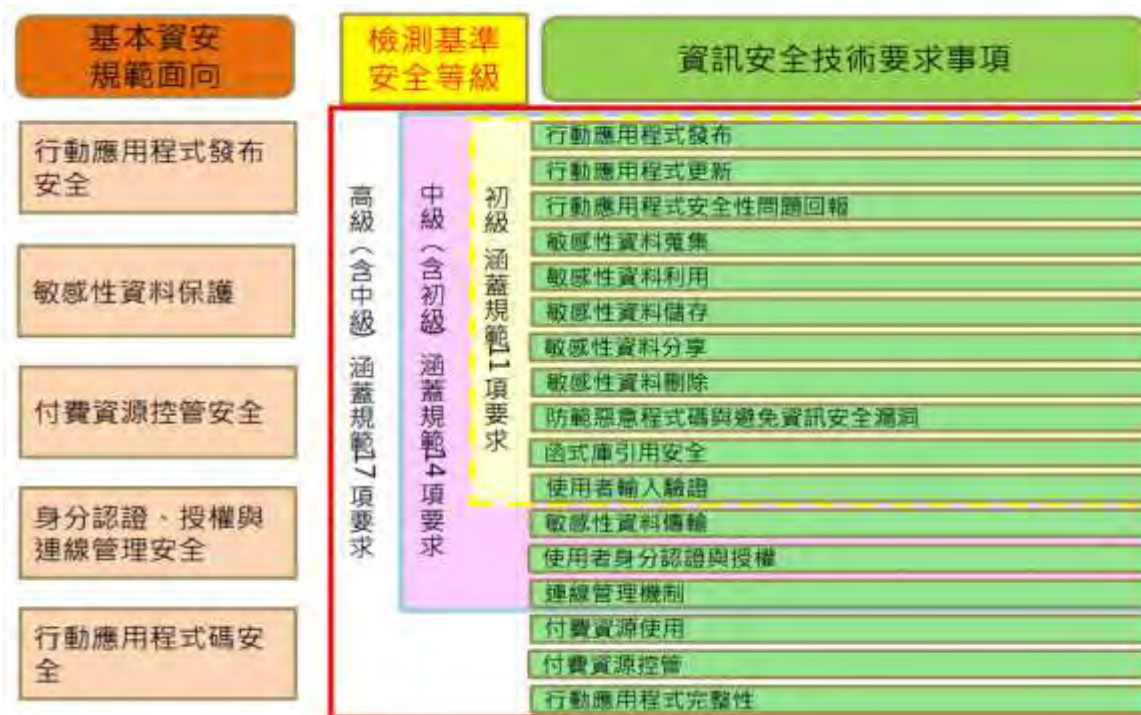 基本資安
規範面向
檢測基準
安全等級
資訊安全技術要求事項
行動應用程式發布
安全
敏感性資料保護
付費資源控管安全
身分認證、授權與
連線管理安全
行動應用程式碼安
全
高級（含中級）涵蓋規範17項要求
中級（含初級）涵蓋規範14項要求
初級 涵蓋規範11項要求
行動應用程式發布
行動應用程式更新
行動應用程式安全性問題回報
敏感性資料蒐集
敏感性資料利用
敏感性資料儲存
敏感性資料分享
敏感性資料刪除
防範惡意程式碼與避免資訊安全漏洞
函式庫引用安全
使用者輸入驗證
敏感性資料傳輸
使用者身分認證與授權
連線管理機制
付費資源使用
付費資源控管
行動應用程式完整性